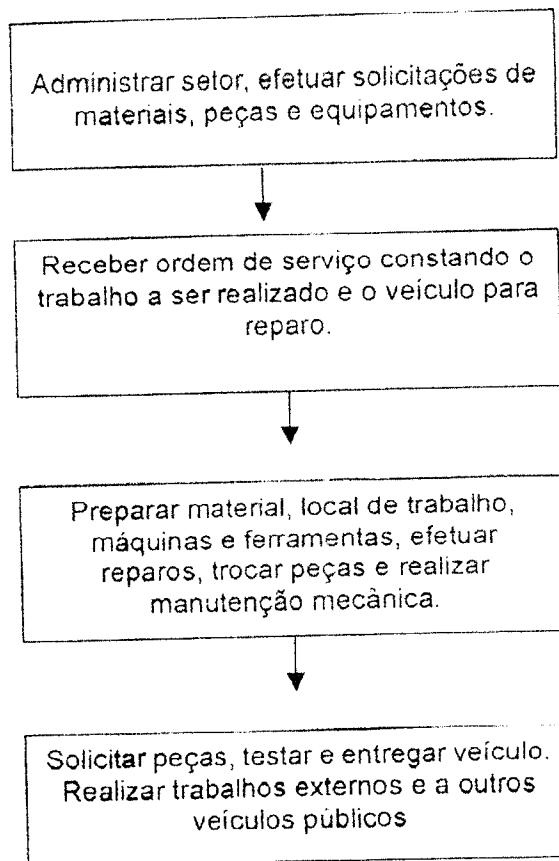 Administrar setor, efetuar solicitações de
materiais, peças e equipamentos.
Receber ordem de serviço constando o
trabalho a ser realizado e o veículo para
reparo.
Preparar material, local de trabalho,
máquinas e ferramentas, efetuar
reparos, trocar peças e realizar
manutenção mecânica.
Solicitar peças, testar e entregar veículo.
Realizar trabalhos externos e a outros
veículos públicos